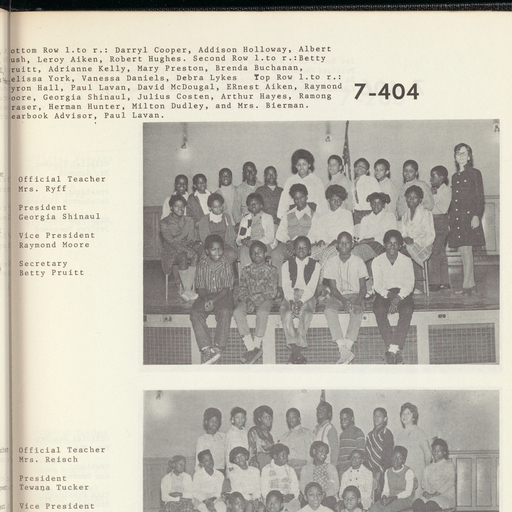 ottom Row l.to r.: Darryl Cooper, Addison Holloway, Albert
ush, Leroy Aiken, Robert Hughes. Second Row l.to r.:Betty
ruitt, Adrianne Kelly, Mary Preston, Brenda Buchanan,
elissa York, Vanessa Daniels, Debra Lykes Top Row l.to r.:
yron Hall, Paul Lavan, David McDougal, ERnest Aiken, Raymond
oore, Georgia Shinaul, Julius Costen, Arthur Hayes, Ramong
raser, Herman Hunter, Milton Dudley, and Mrs. Bierman.
earbook Advisor, Paul Lavan.
7-404
Official Teacher
Mrs. Ryff
President
Georgia Shinaul
Vice President
Raymond Moore
Secretary
Betty Pruitt
Official Teacher
Mrs. Reisch
President
Tewana Tucker
Vice President